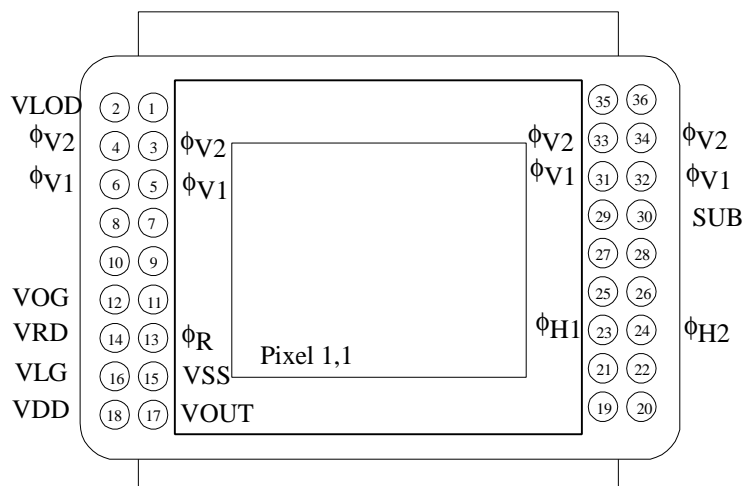 VLOD 2 1 35 36
ϕV2 4 3 ϕV2 ϕV2 33 34 ϕV2
ϕV1 6 5 ϕV1 ϕV1 31 32 ϕV1
8 7 29 30 SUB
10 9 27 28
VOG 12 11 25 26
VRD 14 13 ϕR ϕH1 23 24 ϕH2
Pixel 1,1
VLG 16 15 VSS 21 22
VDD 18 17 VOUT 19 20